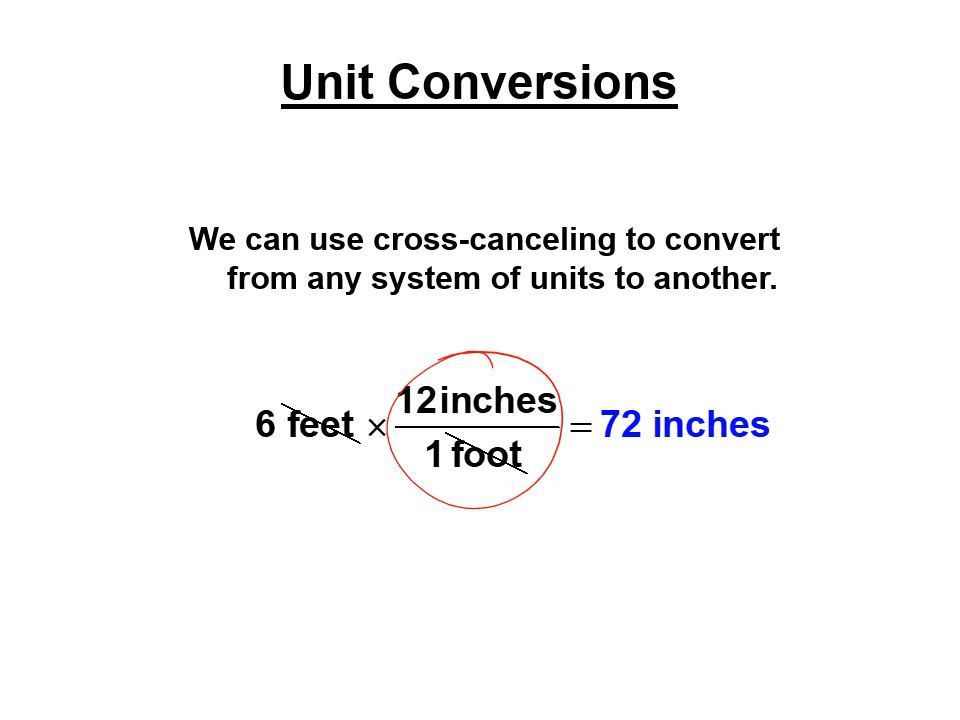 Unit Conversions
We can use cross-canceling to convert
from any system of units to another.
6 feet × 12 inches / 1 foot = 72 inches